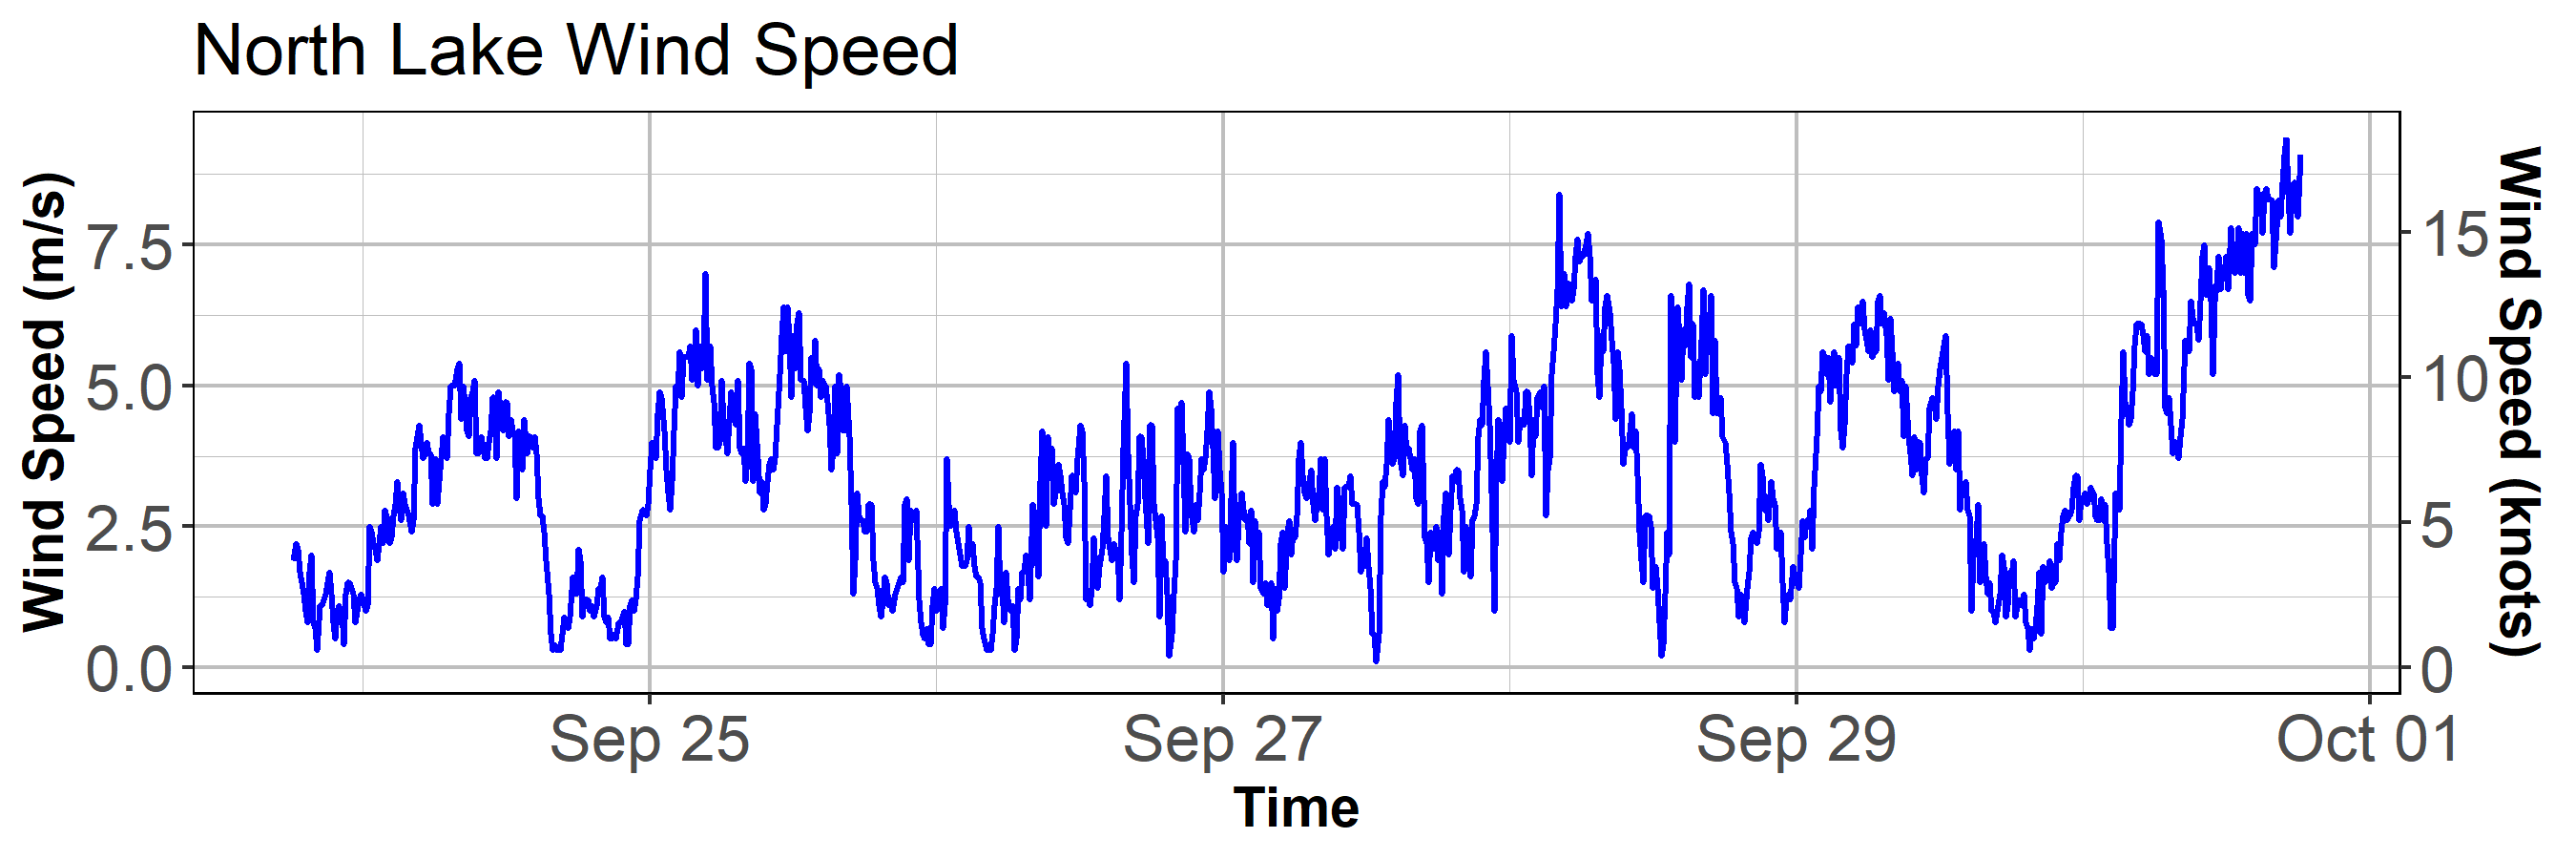 North Lake Wind Speed
Wind Speed (m/s)
7.5
5.0
2.5
0.0
15
10
5
0
Wind Speed (knots)
Sep 25
Sep 27
Sep 29
Oct 01
Time